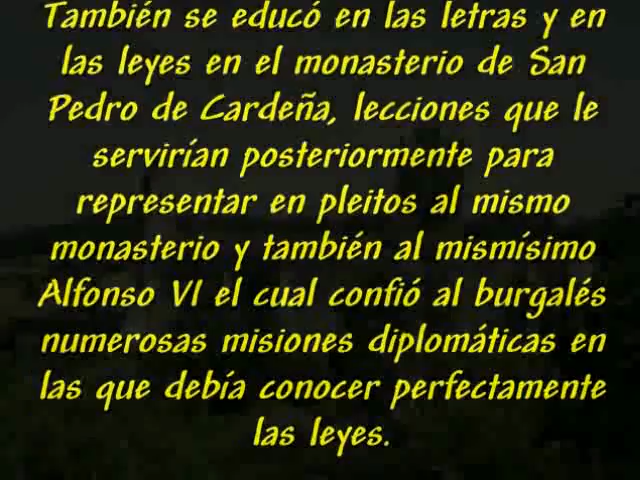 También se educó en las letras y en
las leyes en el monasterio de San
Pedro de Cardeña, lecciones que le
servirían posteriormente para
representar en pleitos al mismo
monasterio y también al mismísimo
Alfonso VI el cual confió al burgalés
numerosas misiones diplomáticas en
las que debía conocer perfectamente
las leyes.